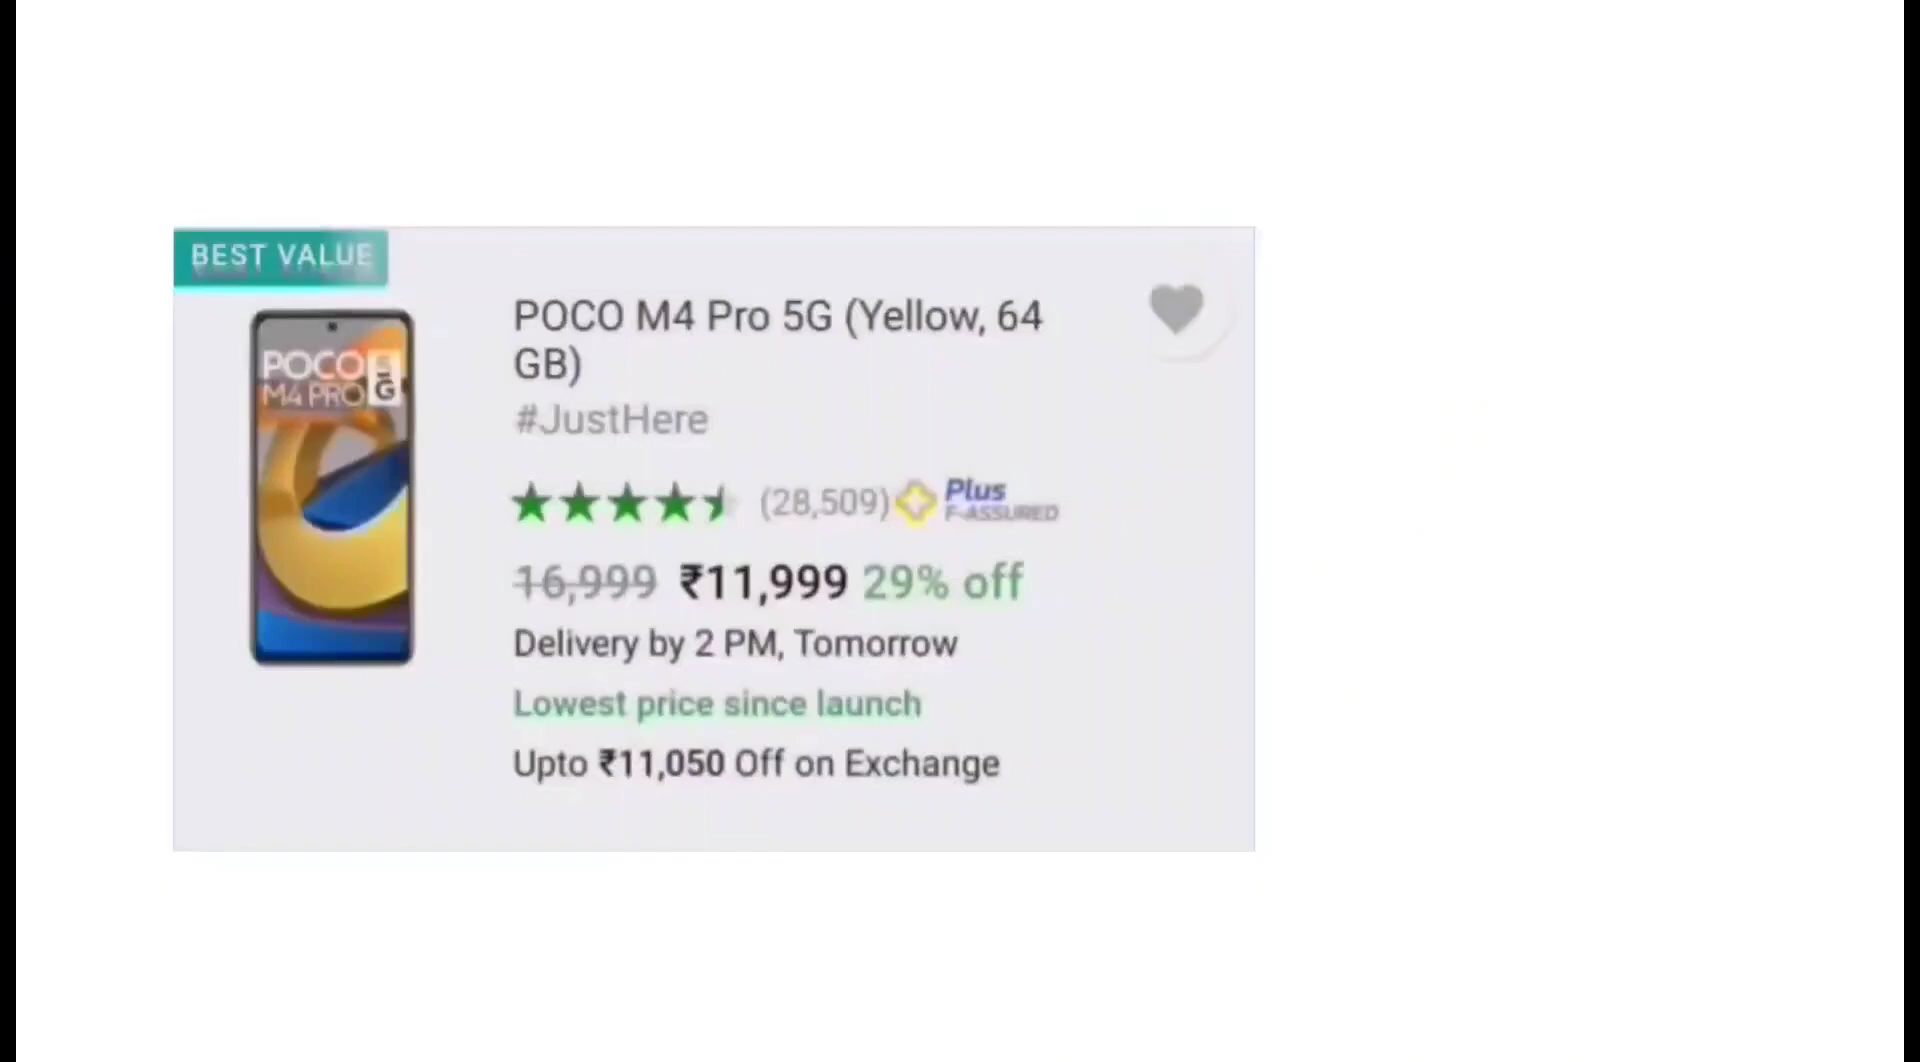 BEST VALUE
POCO M4 Pro 5G (Yellow, 64
GB)
#JustHere
POCO
M4 PRO
5G
(28,509)
Plus
F-ASSURED
16,999 ₹11,999 29% off
Delivery by 2 PM, Tomorrow
Lowest price since launch
Upto ₹11,050 Off on Exchange